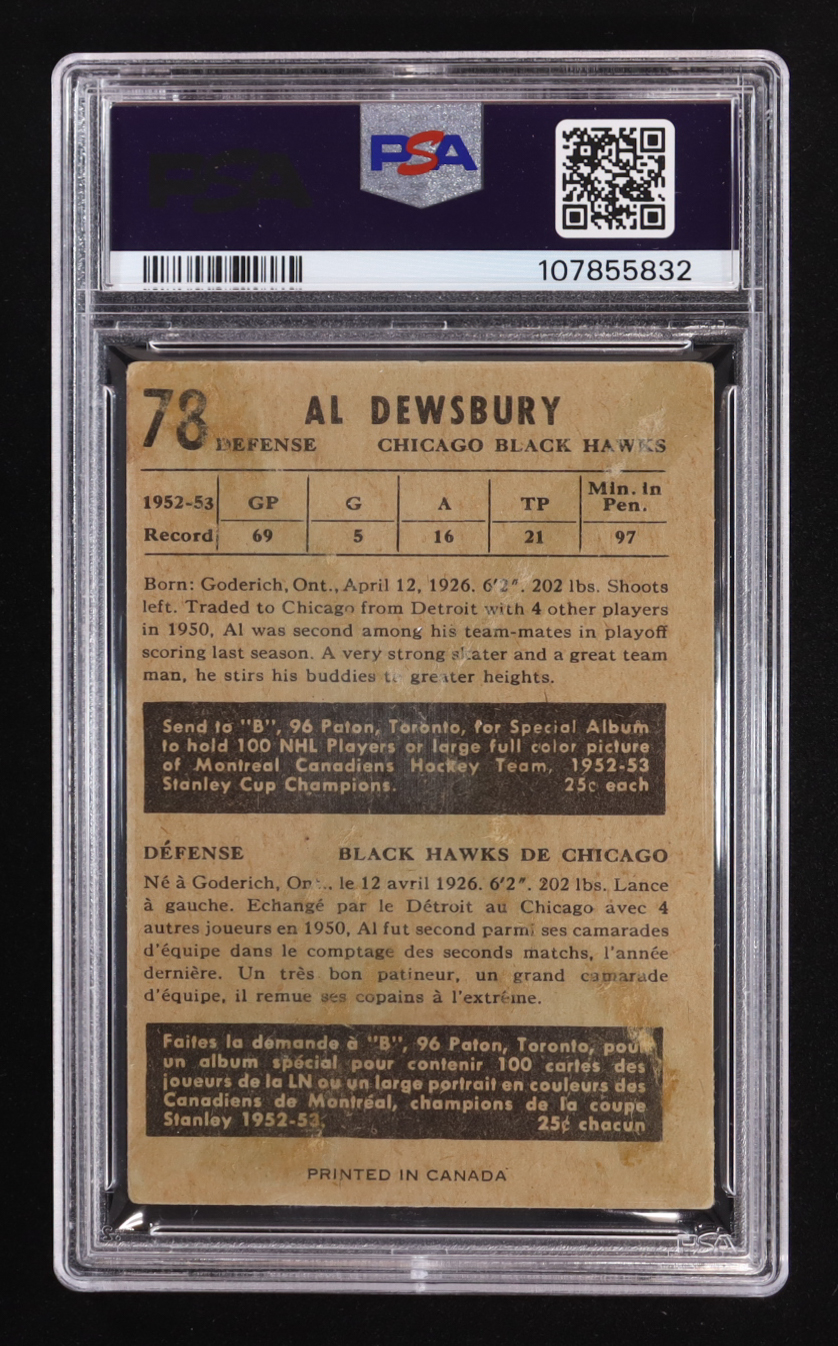 PSA
PSA
107855832
78
AL DEWSBURY
DEFENSE CHICAGO BLACK HAWKS
1952-53 GP G A TP Min. in Pen.
Record 69 5 16 21 97
Born: Goderich, Ont., April 12, 1926. 6'2". 202 lbs. Shoots
left. Traded to Chicago from Detroit with 4 other players
in 1950, Al was second among his team-mates in playoff
scoring last season. A very strong skater and a great team
man, he stirs his buddies to greater heights.
Send to "B", 96 Paton, Toronto, for Special Album
to hold 100 NHL Players or large full color picture
of Montreal Canadiens Hockey Team, 1952-53
Stanley Cup Champions. 25c each
DÉFENSE BLACK HAWKS DE CHICAGO
Né à Goderich, Ont., le 12 avril 1926. 6'2". 202 lbs. Lance
à gauche. Echangé par le Détroit au Chicago avec 4
autres joueurs en 1950, Al fut second parmi ses camarades
d'équipe dans le comptage des seconds matchs, l'année
dernière. Un très bon patineur, un grand camarade
d'équipe, il remue ses copains à l'extrême.
Faites la demande à "B", 96 Paton, Toronto, pour
un album spécial pour contenir 100 cartes des
joueurs de la LN ou un large portrait en couleurs des
Canadiens de Montréal, champions de la coupe
Stanley 1952-53. 25¢ chacun
PRINTED IN CANADA
PSA